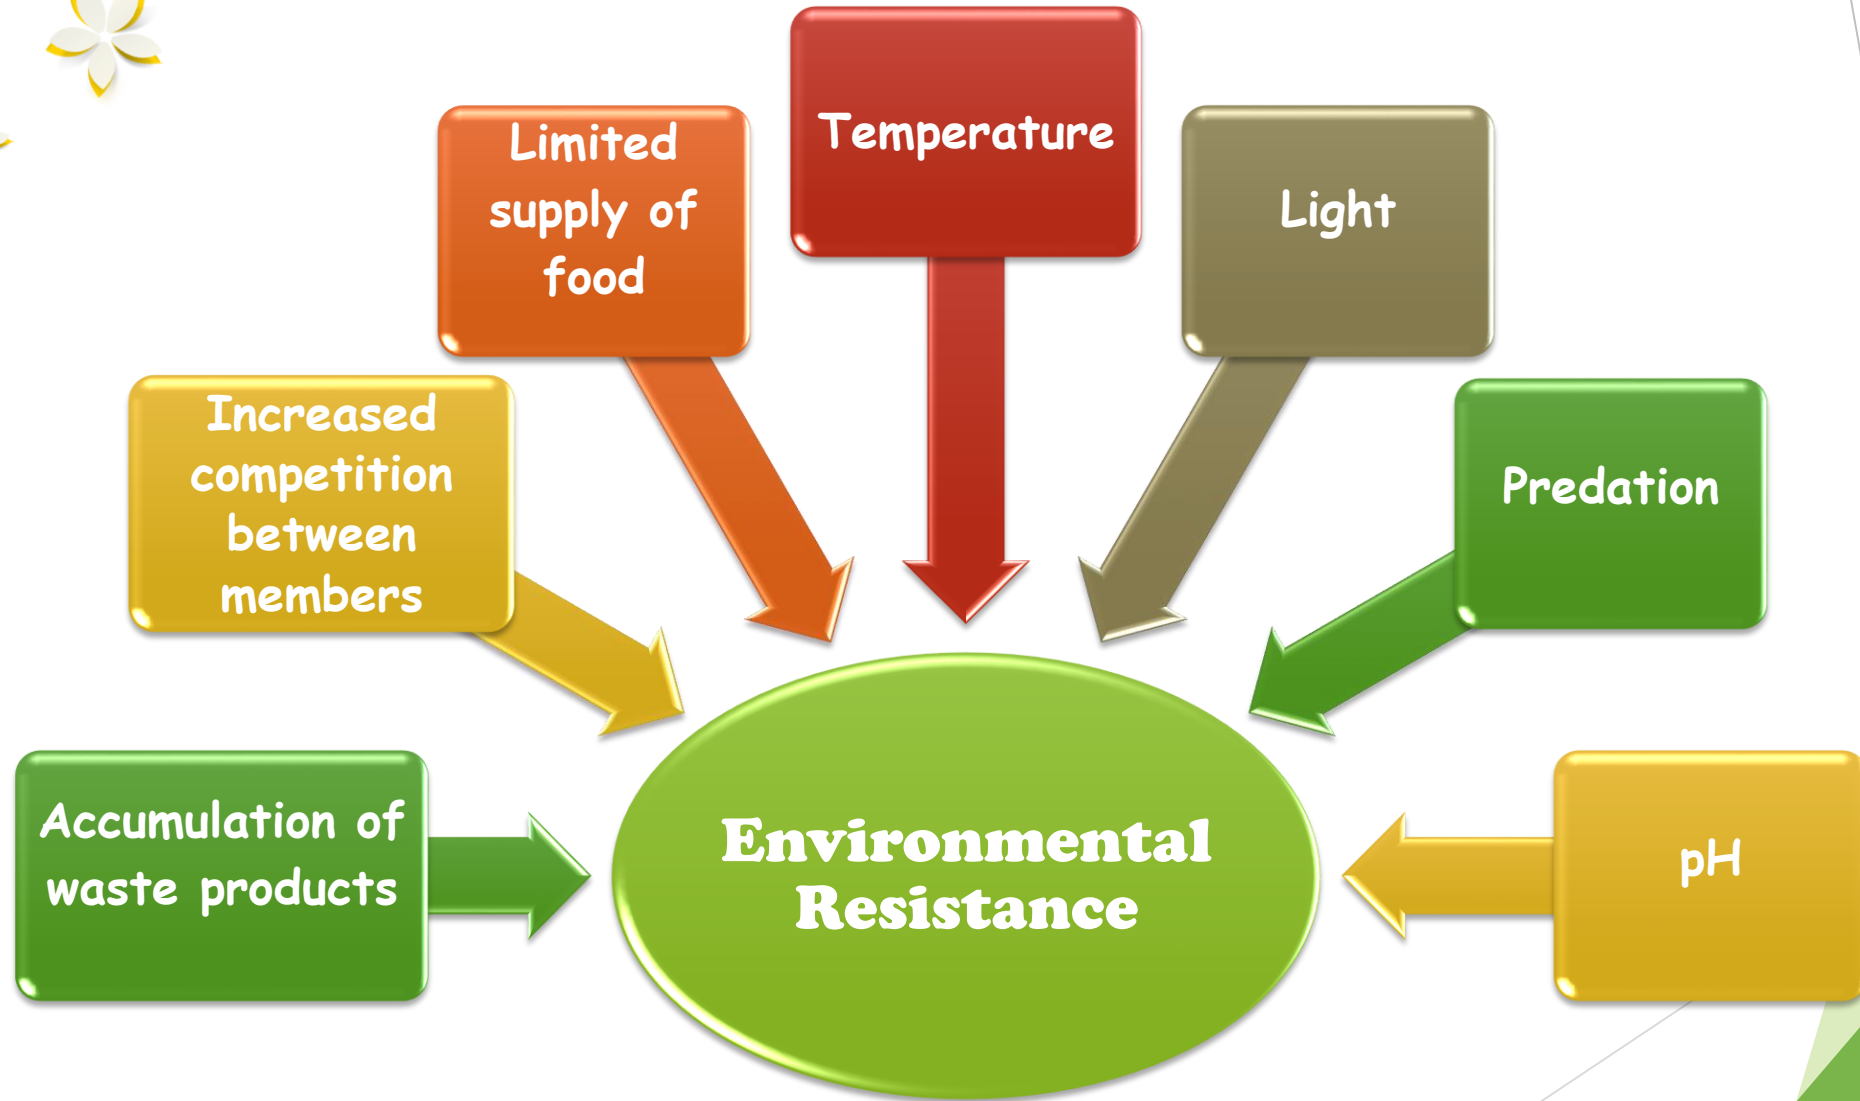 Temperature
Limited
supply of
food
Light
Increased
competition
between
members
Predation
Accumulation of
waste products
pH
Environmental
Resistance